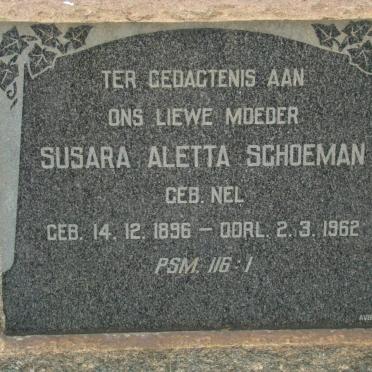 TER GEDAGTENIS AAN
ONS LIEWE MOEDER
SUSARA ALETTA SCHOEMAN
GEB. NEL
GEB. 14. 12. 1896 – OORL. 2. 3. 1962
PSM. 116:1